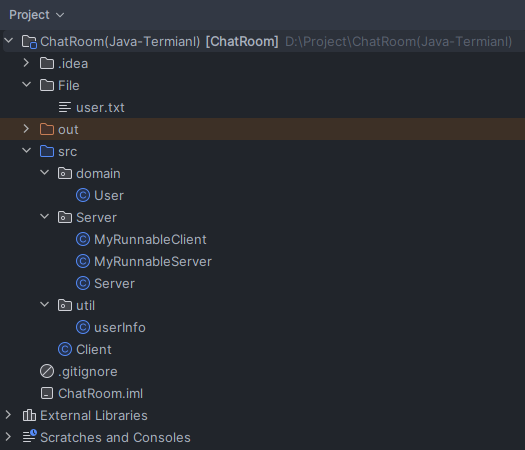 Project
ChatRoom(Java-Termianl) [ChatRoom] D:\Project\ChatRoom(Java-Termianl)
.idea
File
user.txt
out
src
domain
User
Server
MyRunnableClient
MyRunnableServer
Server
util
userInfo
Client
.gitignore
ChatRoom.iml
External Libraries
Scratches and Consoles